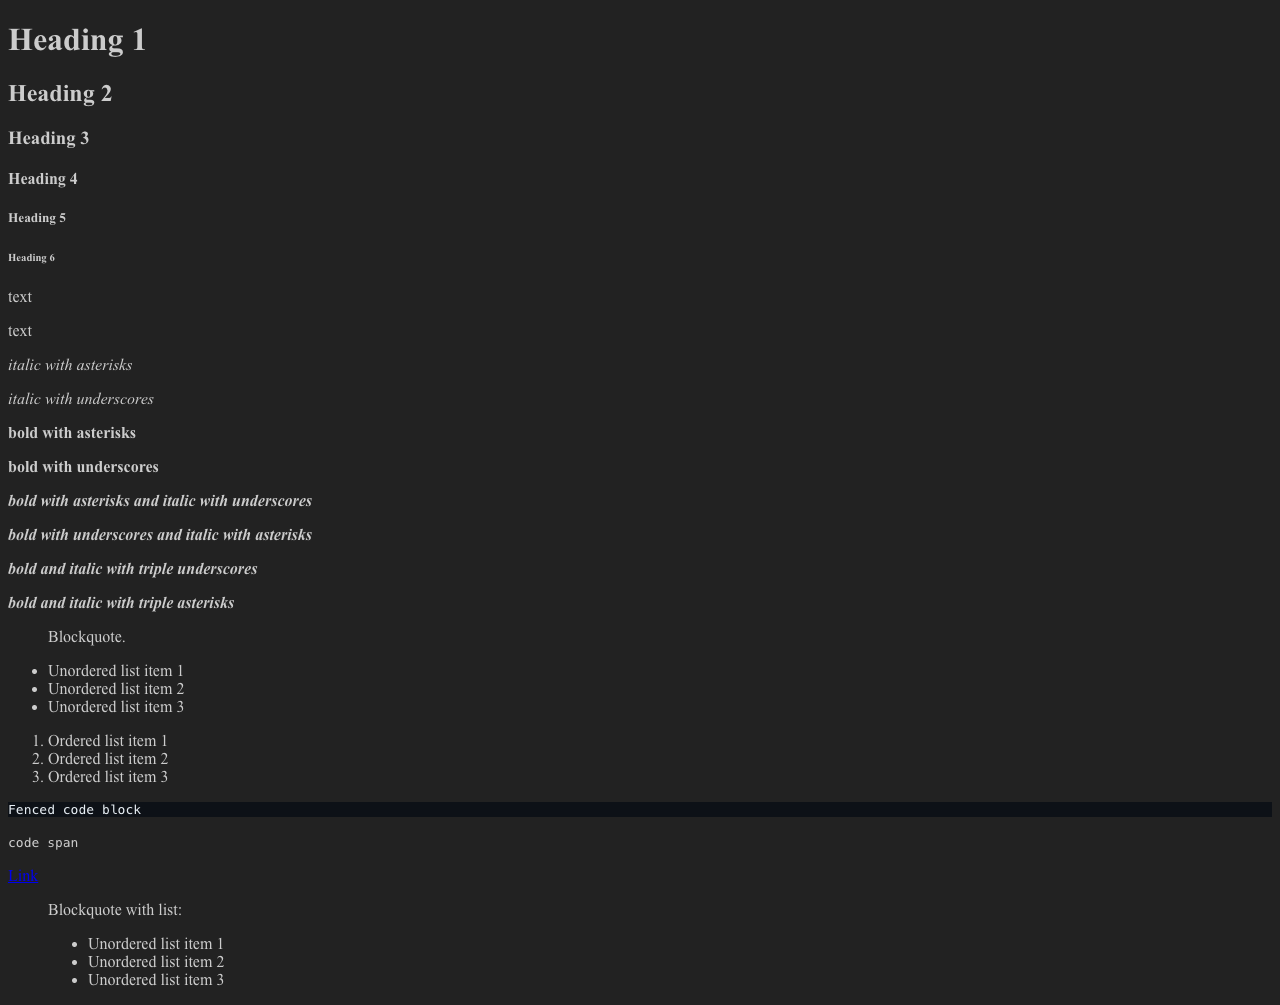 Heading 1
Heading 2
Heading 3
Heading 4
Heading 5
Heading 6
text
text
italic with asterisks
italic with underscores
bold with asterisks
bold with underscores
bold with asterisks and italic with underscores
bold with underscores and italic with asterisks
bold and italic with triple underscores
bold and italic with triple asterisks
Blockquote.
• Unordered list item 1
• Unordered list item 2
• Unordered list item 3
1. Ordered list item 1
2. Ordered list item 2
3. Ordered list item 3
Fenced code block
code span
Link
Blockquote with list:
• Unordered list item 1
• Unordered list item 2
• Unordered list item 3